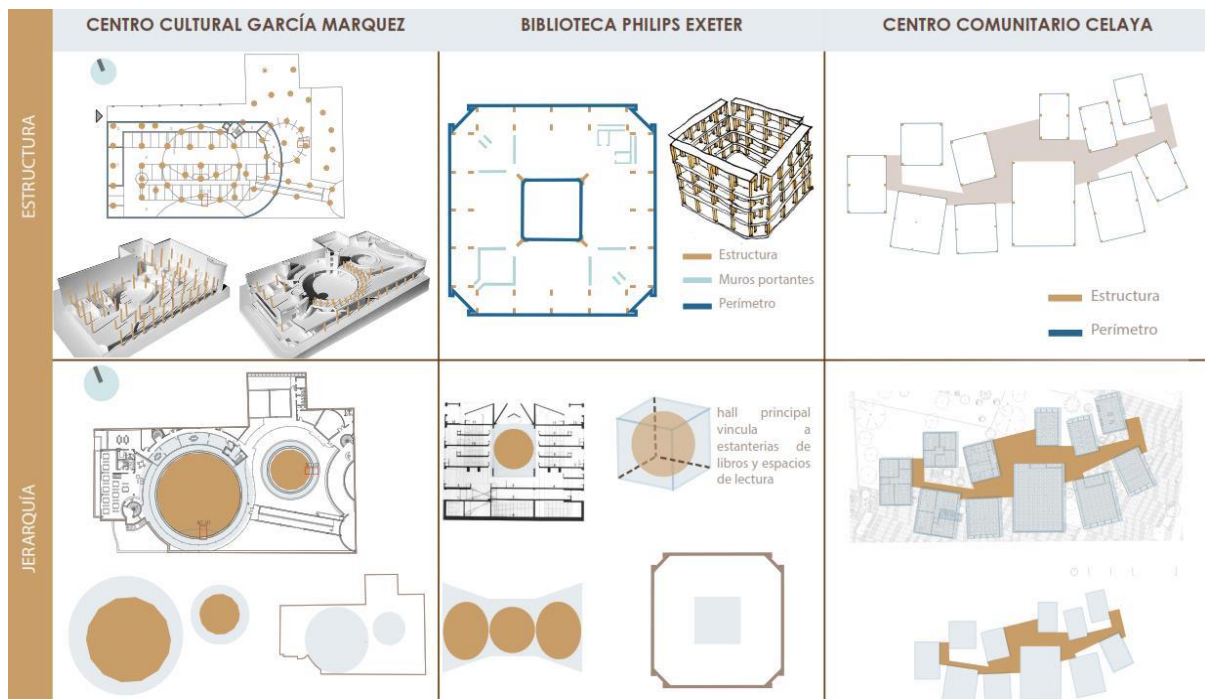 CENTRO CULTURAL GARCÍA MARQUEZ
BIBLIOTECA PHILIPS EXETER
CENTRO COMUNITARIO CELAYA
ESTRUCTURA
Estructura
Muros portantes
Perímetro
Estructura
Perímetro
JERARQUÍA
hall principal
vincula a
estanterias de
libros y espacios
de lectura